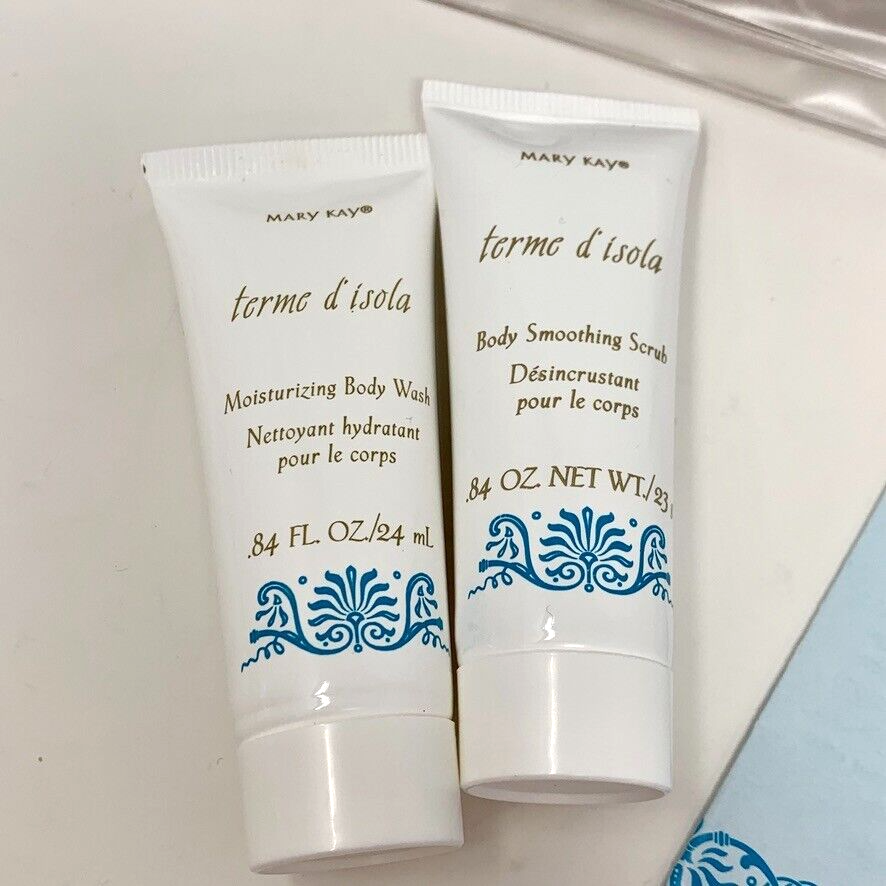 MARY KAY®
terme d'isola
Moisturizing Body Wash
Nettoyant hydratant
pour le corps
.84 FL. OZ./24 mL
MARY KAY®
terme d'isola
Body Smoothing Scrub
Désincrustant
pour le corps
.84 OZ. NET WT./23